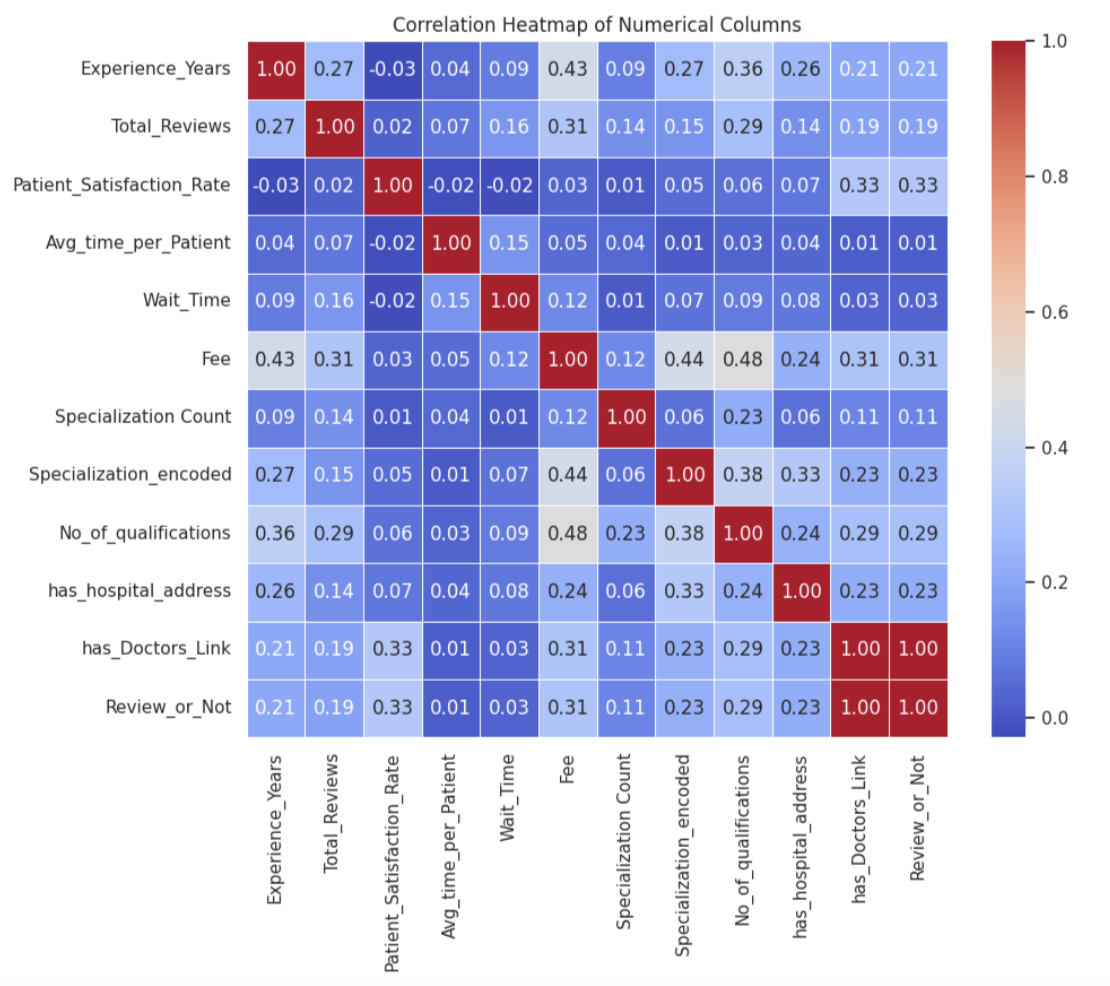 Correlation Heatmap of Numerical Columns
Experience_Years 1.00 0.27 -0.03 0.04 0.09 0.43 0.09 0.27 0.36 0.26 0.21 0.21
Total_Reviews 0.27 1.00 0.02 0.07 0.16 0.31 0.14 0.15 0.29 0.14 0.19 0.19
Patient_Satisfaction_Rate -0.03 0.02 1.00 -0.02 -0.02 0.03 0.01 0.05 0.06 0.07 0.33 0.33
Avg_time_per_Patient 0.04 0.07 -0.02 1.00 0.15 0.05 0.04 0.01 0.03 0.04 0.01 0.01
Wait_Time 0.09 0.16 -0.02 0.15 1.00 0.12 0.01 0.07 0.09 0.08 0.03 0.03
Fee 0.43 0.31 0.03 0.05 0.12 1.00 0.12 0.44 0.48 0.24 0.31 0.31
Specialization Count 0.09 0.14 0.01 0.04 0.01 0.12 1.00 0.06 0.23 0.06 0.11 0.11
Specialization_encoded 0.27 0.15 0.05 0.01 0.07 0.44 0.06 1.00 0.38 0.33 0.23 0.23
No_of_qualifications 0.36 0.29 0.06 0.03 0.09 0.48 0.23 0.38 1.00 0.24 0.29 0.29
has_hospital_address 0.26 0.14 0.07 0.04 0.08 0.24 0.06 0.33 0.24 1.00 0.23 0.23
has_Doctors_Link 0.21 0.19 0.33 0.01 0.03 0.31 0.11 0.23 0.29 0.23 1.00 1.00
Review_or_Not 0.21 0.19 0.33 0.01 0.03 0.31 0.11 0.23 0.29 0.23 1.00 1.00
Experience_Years
Total_Reviews
Patient_Satisfaction_Rate
Avg_time_per_Patient
Wait_Time
Fee
Specialization Count
Specialization_encoded
No_of_qualifications
has_hospital_address
has_Doctors_Link
Review_or_Not
1.0
0.8
0.6
0.4
0.2
0.0